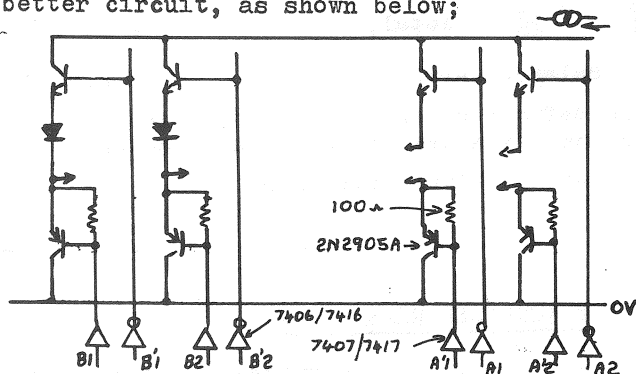 better circuit, as shown below;
100Ω
2N2905A
0V
7406/7416
7407/7417
B1 B'1 B2 B'2 A'1 A1 A'2 A2